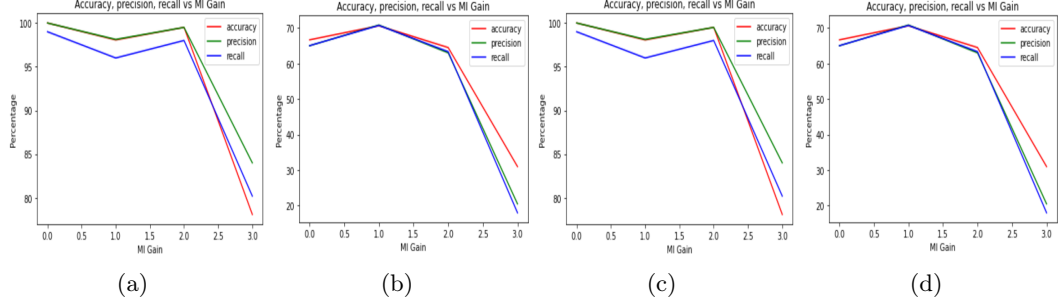 Accuracy, precision, recall vs MI Gain
100
95
90
85
80
Percentage
accuracy
precision
recall
0.0 0.5 1.0 1.5 2.0 2.5 3.0
MI Gain
(a)
Accuracy, precision, recall vs MI Gain
70
60
50
40
30
20
Percentage
accuracy
precision
recall
0.0 0.5 1.0 1.5 2.0 2.5 3.0
MI Gain
(b)
Accuracy, precision, recall vs MI Gain
100
95
90
85
80
Percentage
accuracy
precision
recall
0.0 0.5 1.0 1.5 2.0 2.5 3.0
MI Gain
(c)
Accuracy, precision, recall vs MI Gain
70
60
50
40
30
20
Percentage
accuracy
precision
recall
0.0 0.5 1.0 1.5 2.0 2.5 3.0
MI Gain
(d)